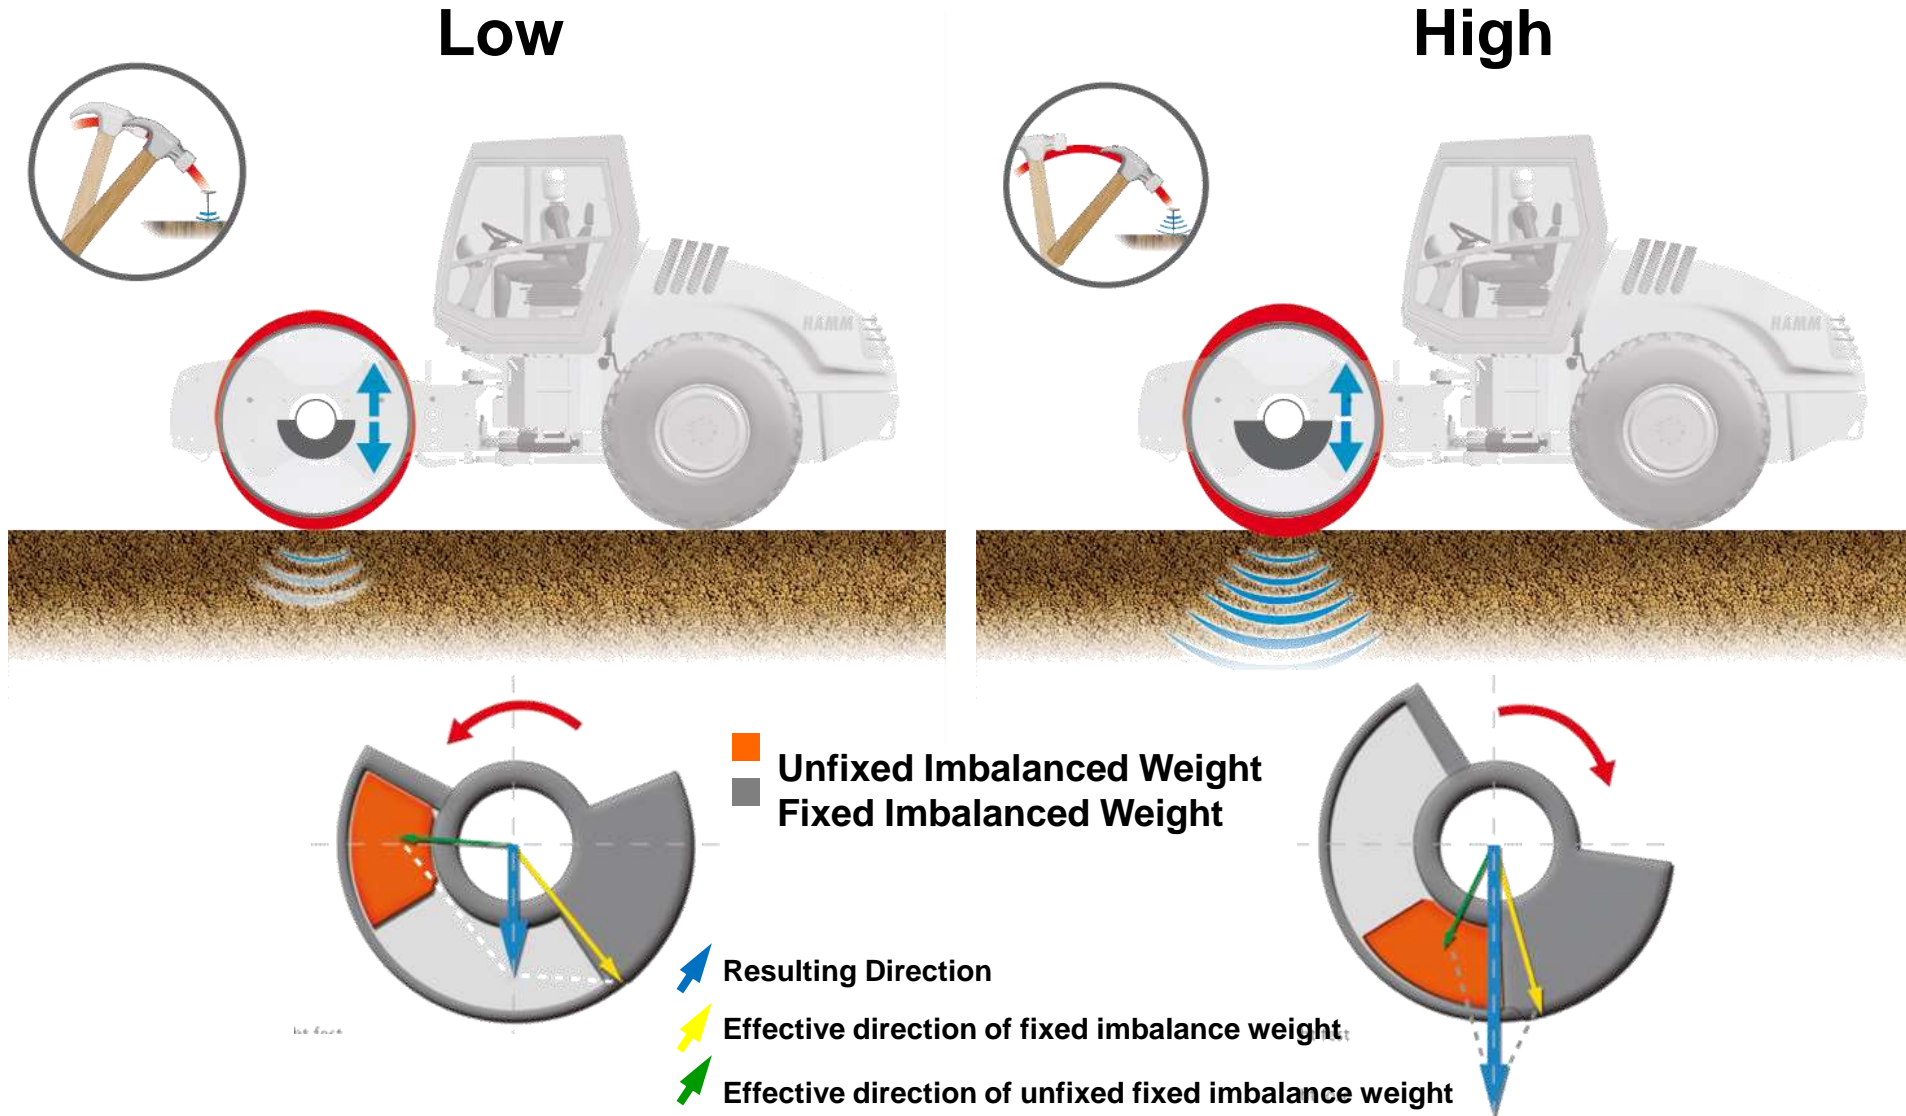 Low
High
HAMM
HAMM
Unfixed Imbalanced Weight
Fixed Imbalanced Weight
Resulting Direction
Effective direction of fixed imbalance weight
Effective direction of unfixed fixed imbalance weight